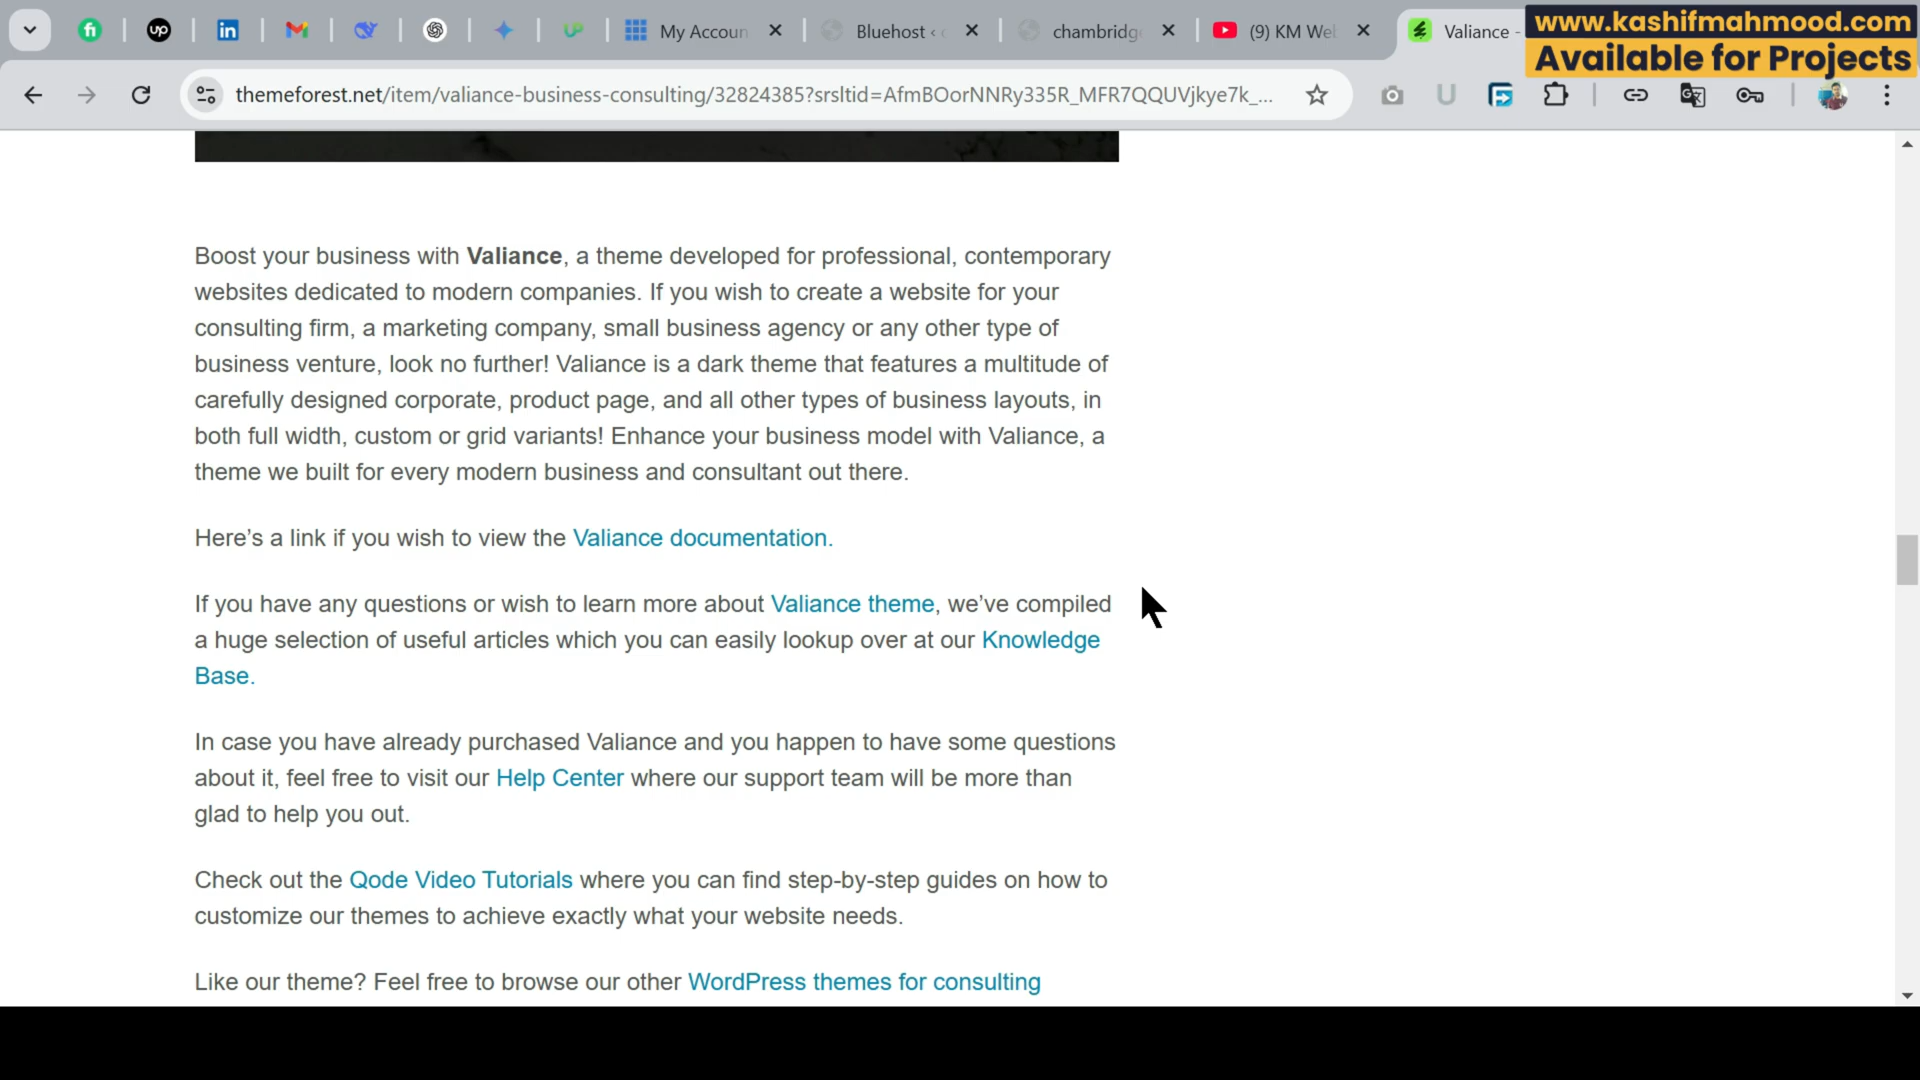 My Accoun
Bluehost ‹
chambridg
(9) KM We
Valiance -
www.kashifmahmood.com
Available for Projects
themeforest.net/item/valiance-business-consulting/32824385?srsltid=AfmBOorNNRy335R_MFR7QQUVjkye7k_...
Boost your business with Valiance, a theme developed for professional, contemporary
websites dedicated to modern companies. If you wish to create a website for your
consulting firm, a marketing company, small business agency or any other type of
business venture, look no further! Valiance is a dark theme that features a multitude of
carefully designed corporate, product page, and all other types of business layouts, in
both full width, custom or grid variants! Enhance your business model with Valiance, a
theme we built for every modern business and consultant out there.
Here’s a link if you wish to view the Valiance documentation.
If you have any questions or wish to learn more about Valiance theme, we’ve compiled
a huge selection of useful articles which you can easily lookup over at our Knowledge
Base.
In case you have already purchased Valiance and you happen to have some questions
about it, feel free to visit our Help Center where our support team will be more than
glad to help you out.
Check out the Qode Video Tutorials where you can find step-by-step guides on how to
customize our themes to achieve exactly what your website needs.
Like our theme? Feel free to browse our other WordPress themes for consulting